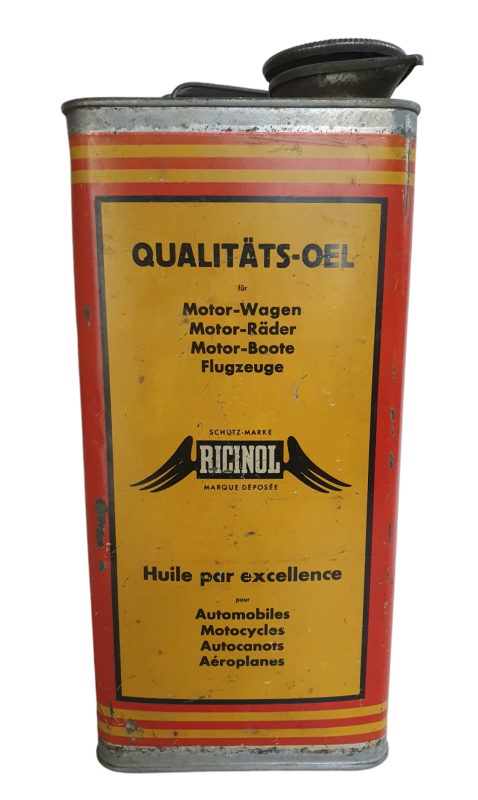 QUALITÄTS-OEL
für
Motor-Wagen
Motor-Räder
Motor-Boote
Flugzeuge
SCHUTZ-MARKE
RICINOL
MARQUE DÉPOSÉE
Huile par excellence
pour
Automobiles
Motocycles
Autocanots
Aéroplanes